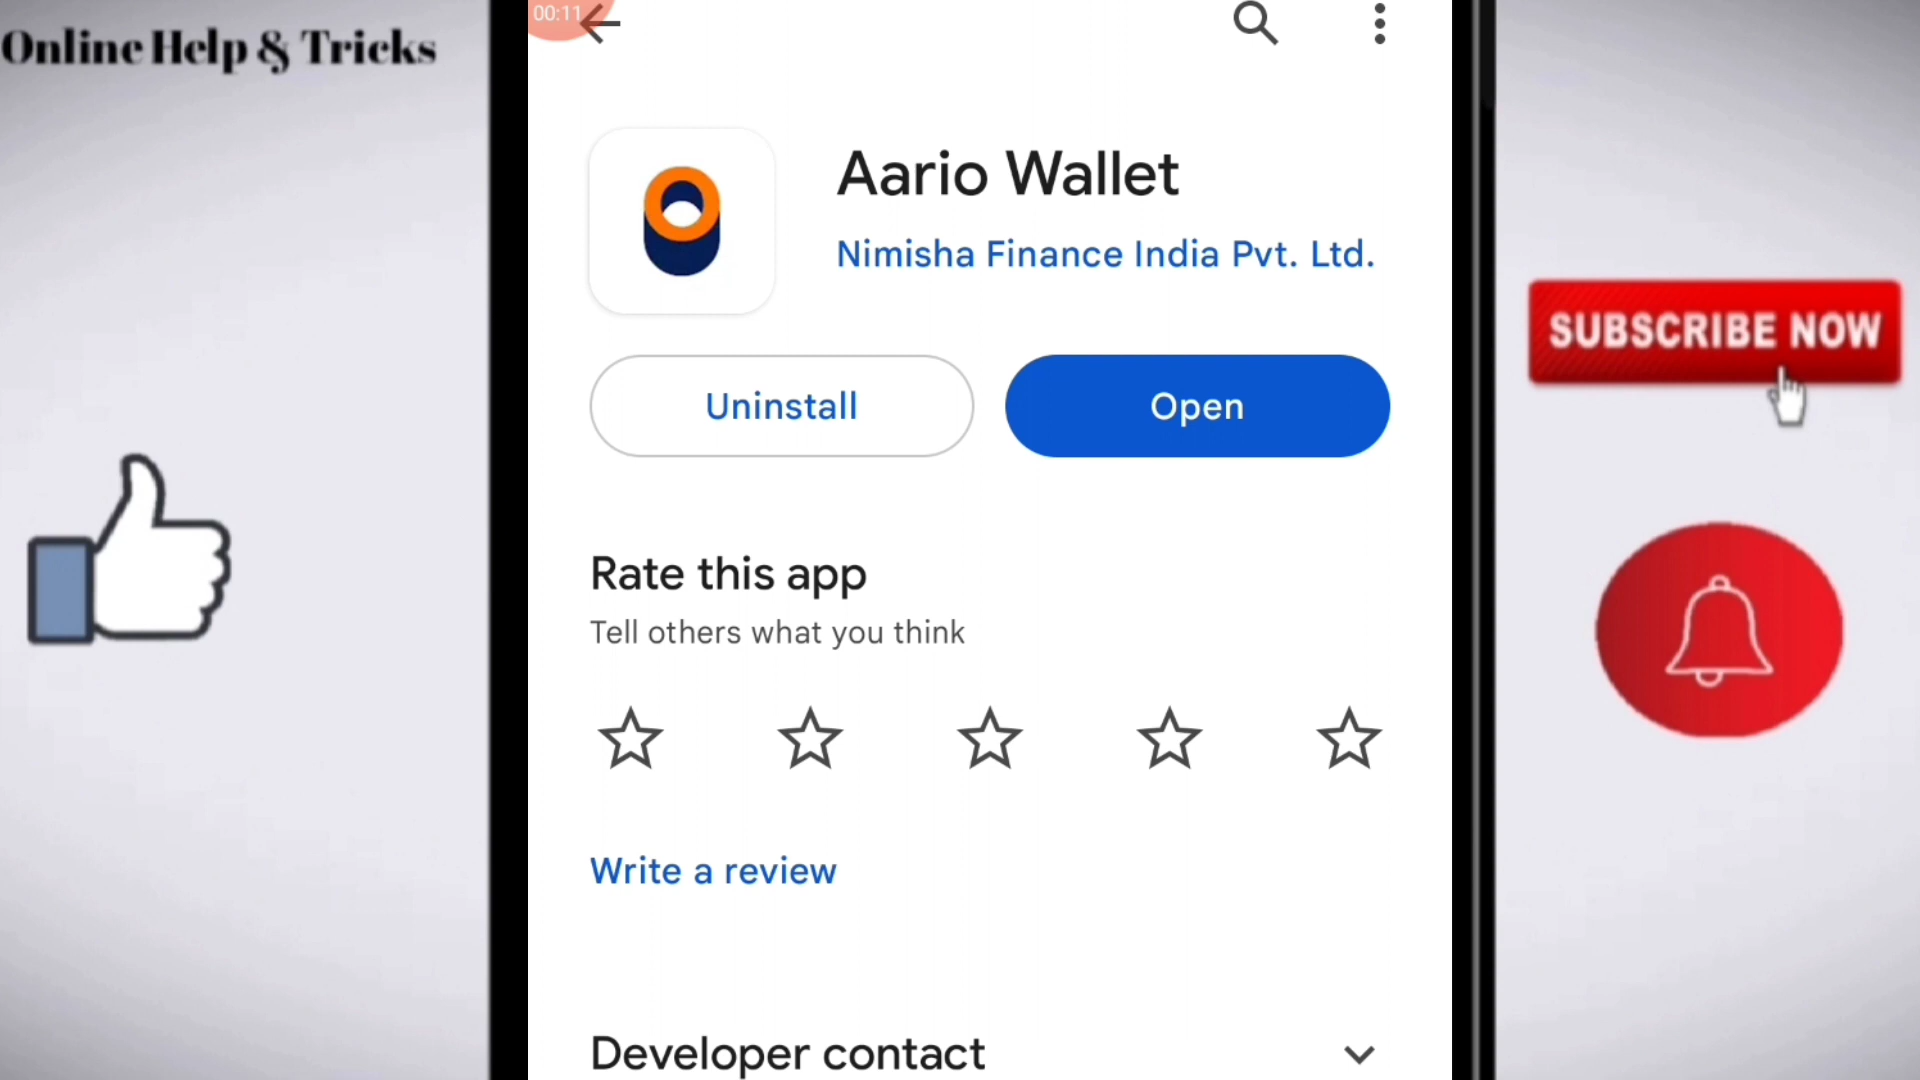 Online Help & Tricks
00:11
Aario Wallet
Nimisha Finance India Pvt. Ltd.
Uninstall
Open
SUBSCRIBE NOW
Rate this app
Tell others what you think
Write a review
Developer contact